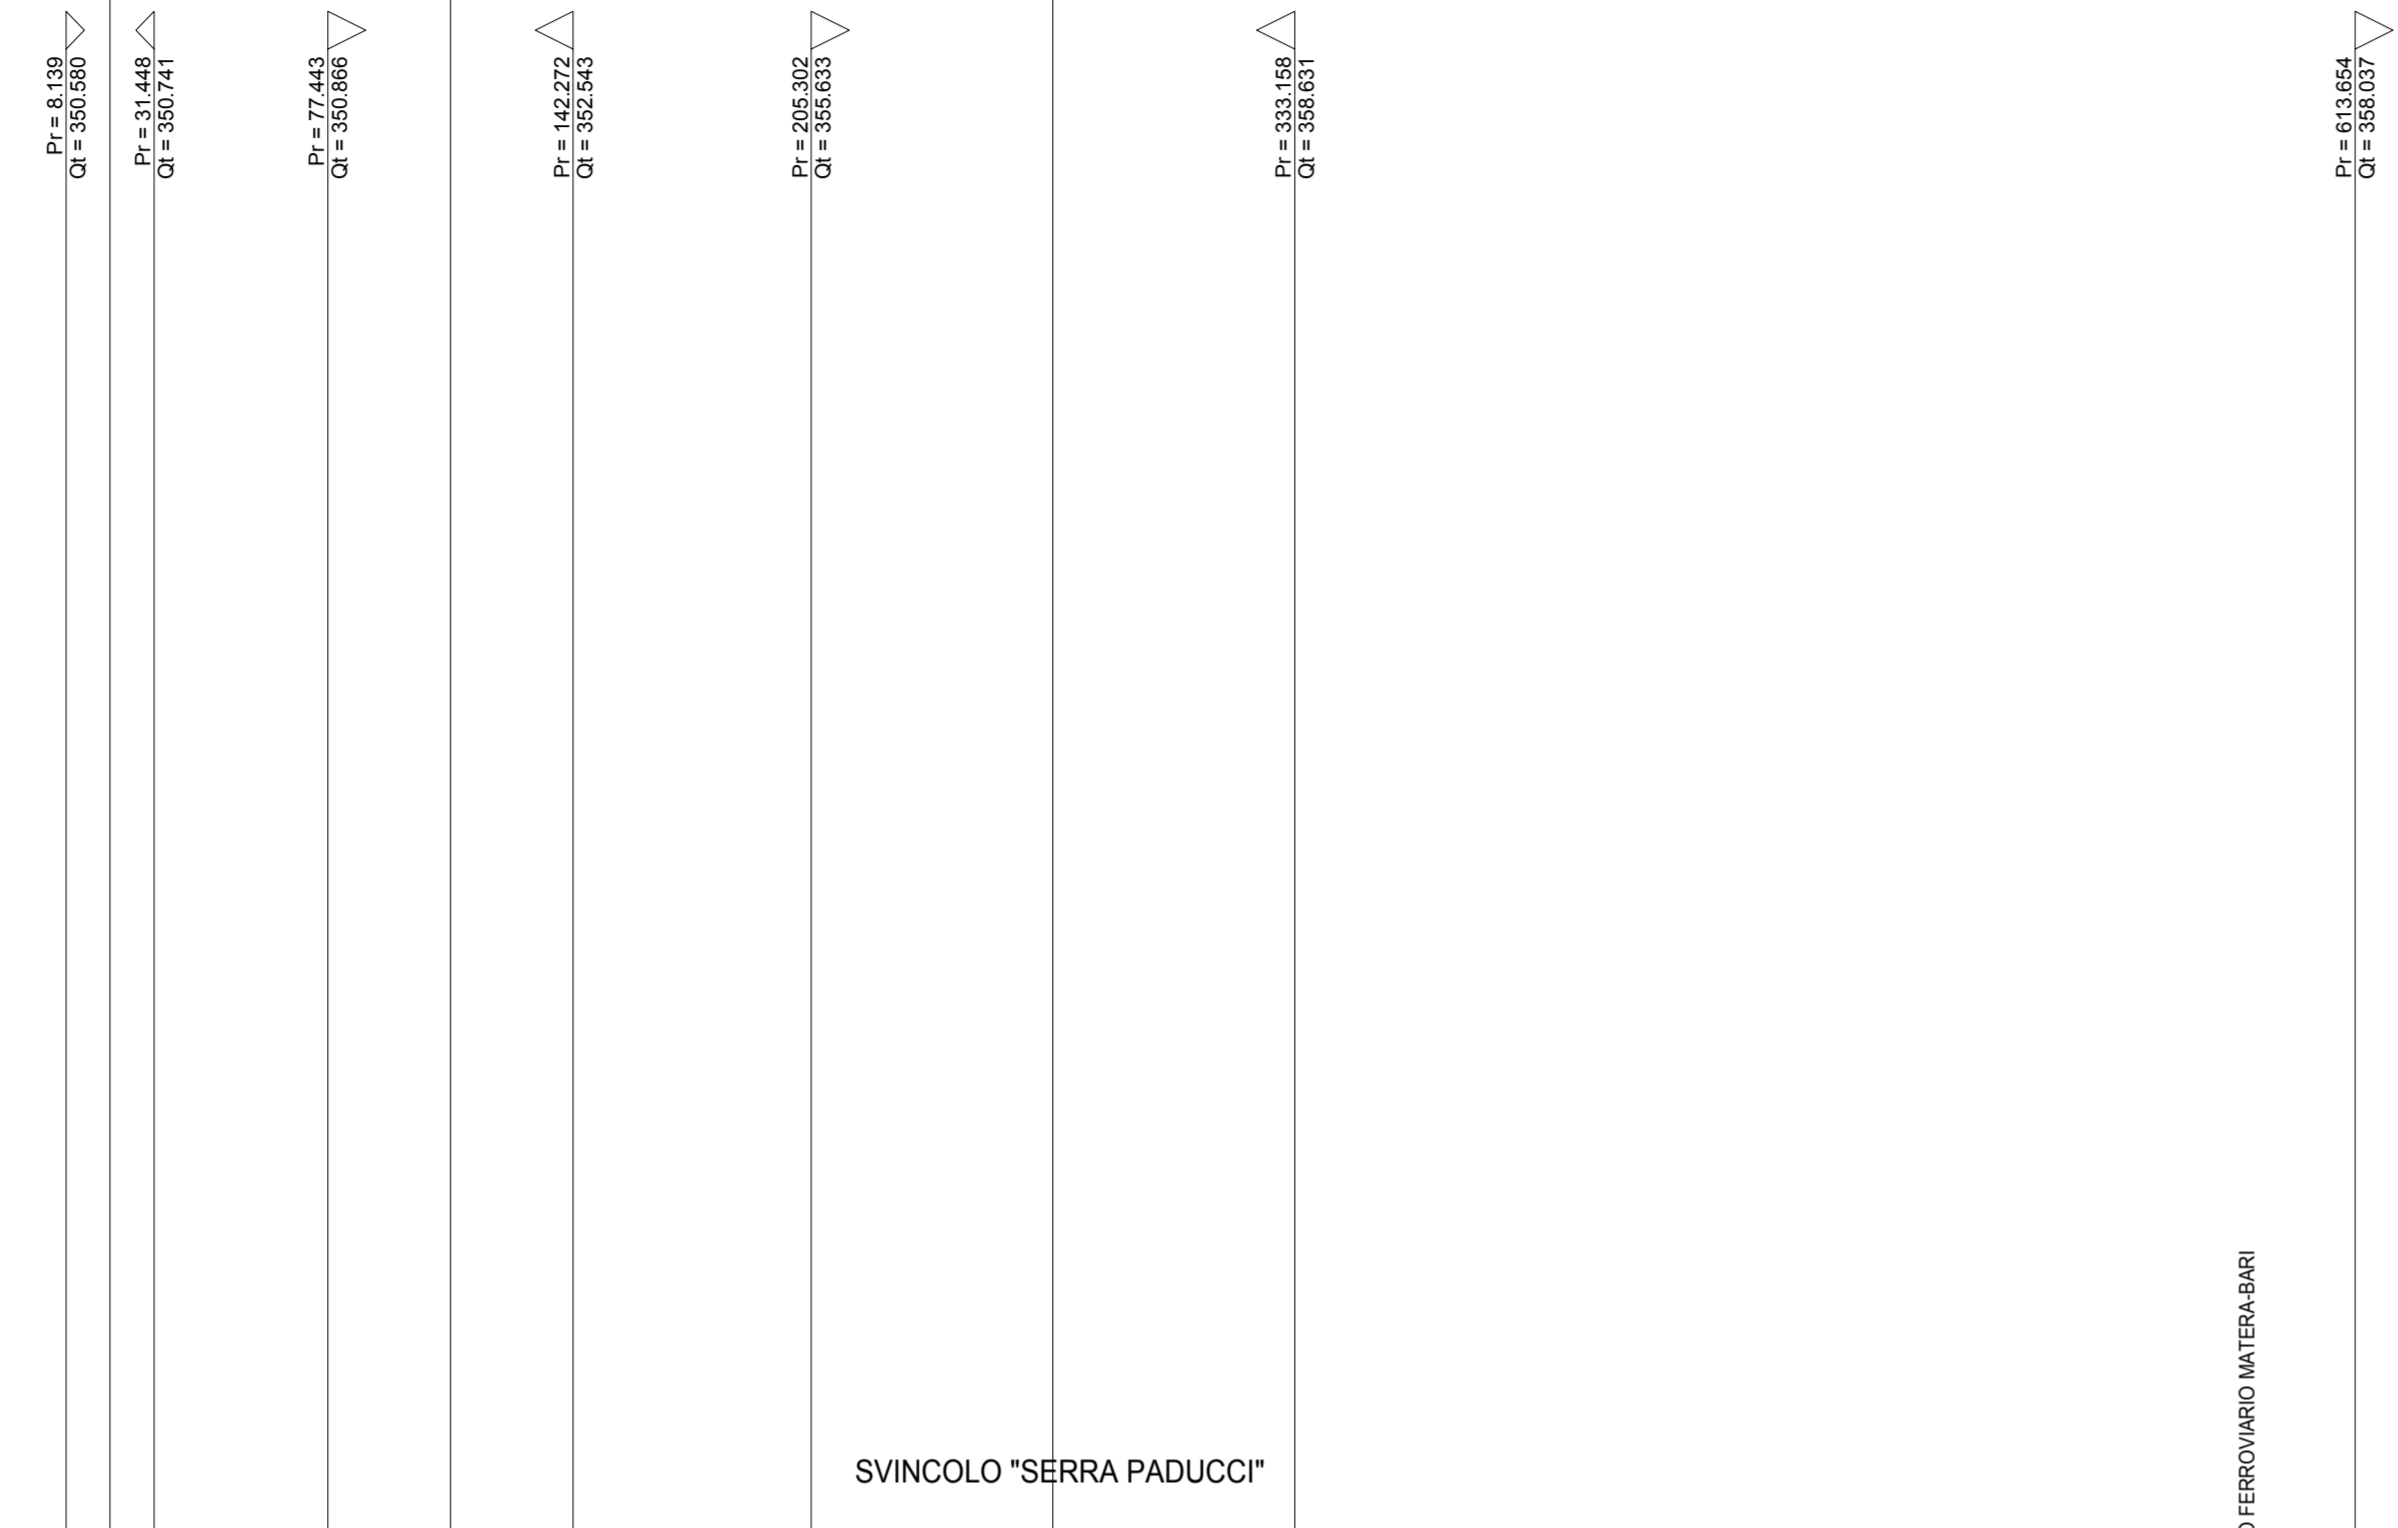 Pr = 8.139
Qt = 350.580
Pr = 31.448
Qt = 350.741
Pr = 77.443
Qt = 350.866
Pr = 142.272
Qt = 352.543
Pr = 205.302
Qt = 355.633
Pr = 333.158
Qt = 358.631
Pr = 613.654
Qt = 358.037
SVINCOLO "SERRA PADUCCI"
FERROVIARIO MATERA-BARI